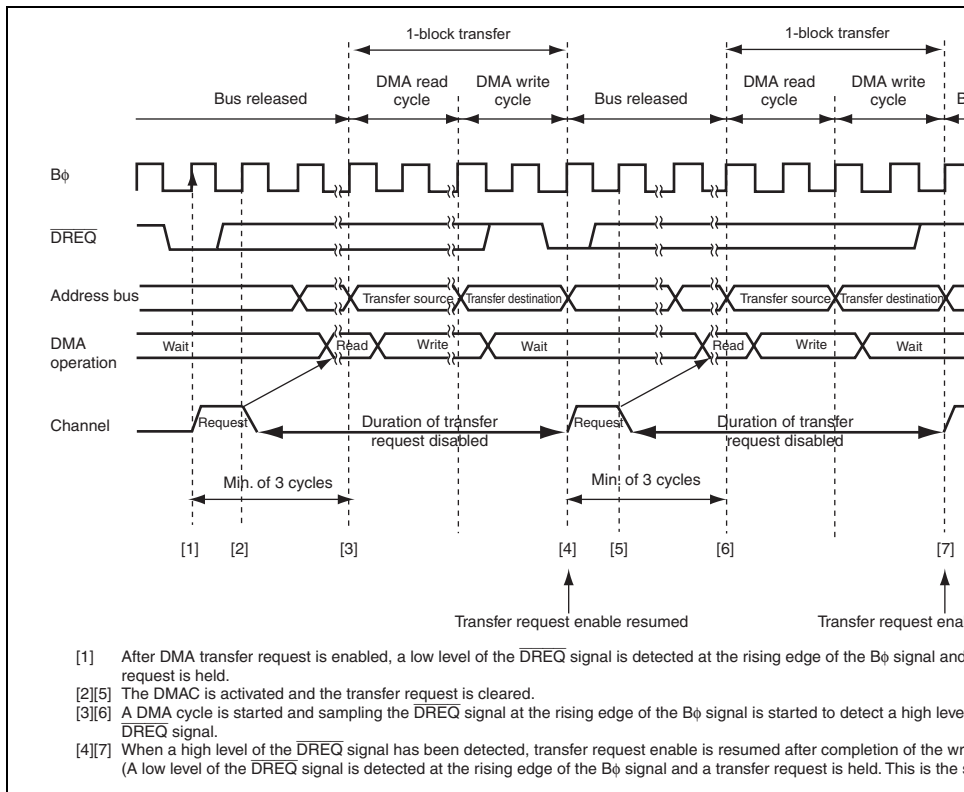 1-block transfer 1-block transfer
DMA read cycle DMA write cycle DMA read cycle DMA write cycle
Bus released Bus released B
Bφ
DREQ
Address bus Transfer source Transfer destination Transfer source Transfer destination
DMA operation Wait Read Write Wait Read Write Wait
Channel Request Duration of transfer request disabled Request Duration of transfer request disabled
Min. of 3 cycles Min. of 3 cycles
[1] [2] [3] [4] [5] [6] [7]
Transfer request enable resumed Transfer request ena
[1] After DMA transfer request is enabled, a low level of the DREQ signal is detected at the rising edge of the Bφ signal and
request is held.
[2][5] The DMAC is activated and the transfer request is cleared.
[3][6] A DMA cycle is started and sampling the DREQ signal at the rising edge of the Bφ signal is started to detect a high leve
DREQ signal.
[4][7] When a high level of the DREQ signal has been detected, transfer request enable is resumed after completion of the wr
(A low level of the DREQ signal is detected at the rising edge of the Bφ signal and a transfer request is held. This is the s